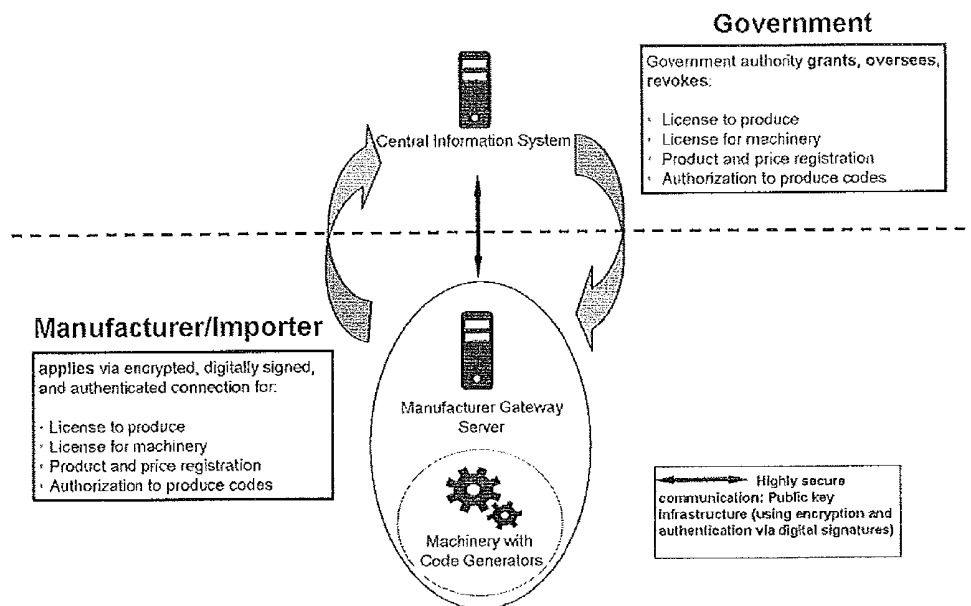 Government
Government authority grants, oversees,
revokes:
· License to produce
· License for machinery
· Product and price registration
· Authorization to produce codes
Central Information System
Manufacturer/Importer
applies via encrypted, digitally signed,
and authenticated connection for:
· License to produce
· License for machinery
· Product and price registration
· Authorization to produce codes
Manufacturer Gateway
Server
Machinery with
Code Generators
Highly secure
communication: Public key
infrastructure (using encryption and
authentication via digital signatures)